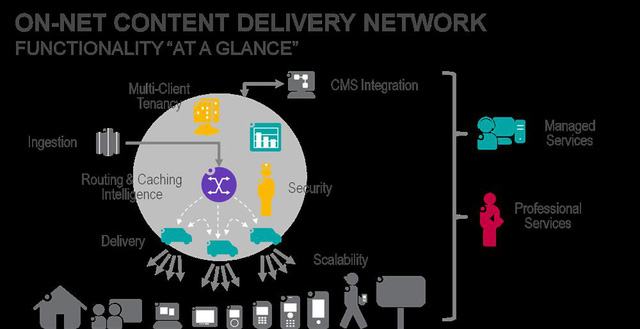 ON-NET CONTENT DELIVERY NETWORK
FUNCTIONALITY “AT A GLANCE”
Multi-Client
Tenancy
CMS Integration
Ingestion
Managed
Services
Routing & Caching
Intelligence
Security
Professional
Services
Delivery
Scalability